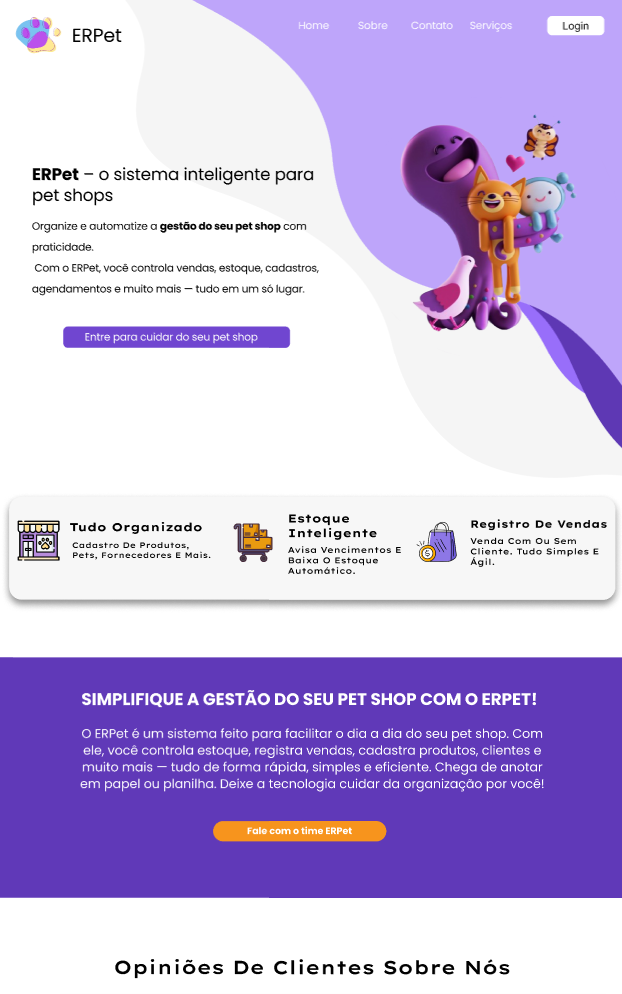 ERPet
Home
Sobre
Contato
Serviços
Login
ERPet – o sistema inteligente para
pet shops
Organize e automatize a gestão do seu pet shop com
praticidade.
Com o ERPet, você controla vendas, estoque, cadastros,
agendamentos e muito mais — tudo em um só lugar.
Entre para cuidar do seu pet shop
Tudo Organizado
Cadastro De Produtos,
Pets, Fornecedores E Mais.
Estoque
Inteligente
Avisa Vencimentos E
Baixa O Estoque
Automático.
Registro De Vendas
Venda Com Ou Sem
Cliente. Tudo Simples E
Ágil.
SIMPLIFIQUE A GESTÃO DO SEU PET SHOP COM O ERPET!
O ERPet é um sistema feito para facilitar o dia a dia do seu pet shop. Com
ele, você controla estoque, registra vendas, cadastra produtos, clientes e
muito mais — tudo de forma rápida, simples e eficiente. Chega de anotar
em papel ou planilha. Deixe a tecnologia cuidar da organização por você!
Fale com o time ERPet
Opiniões De Clientes Sobre Nós